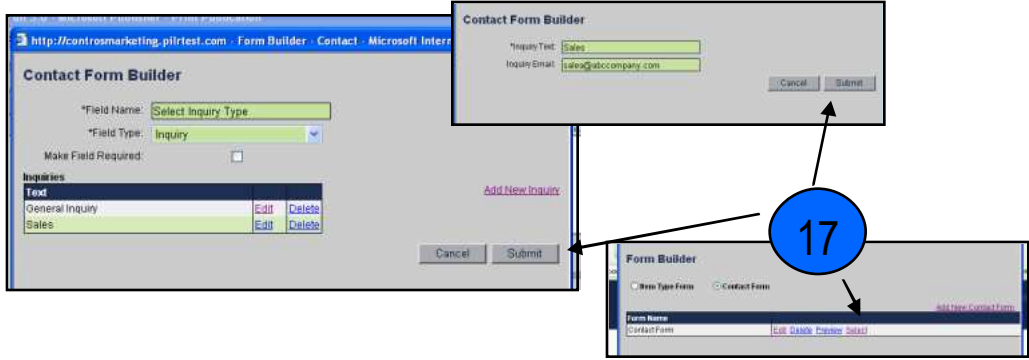 http://controsmarketing.pilrtest.com - Form Builder - Contact - Microsoft Intern
Contact Form Builder
*Field Name: Select Inquiry Type
*Field Type: Inquiry
Make Field Required:
Inquiries
Text
Add New Inquiry
General Inquiry Edit Delete
Sales Edit Delete
Cancel Submit
Contact Form Builder
*Inquiry Text: Sales
Inquiry Email: sales@abccompany.com
Cancel Submit
17
Form Builder
Item Type Form Contact Form
Add New Contact Form
Form Name
Contact Form Edit Delete Preview Select